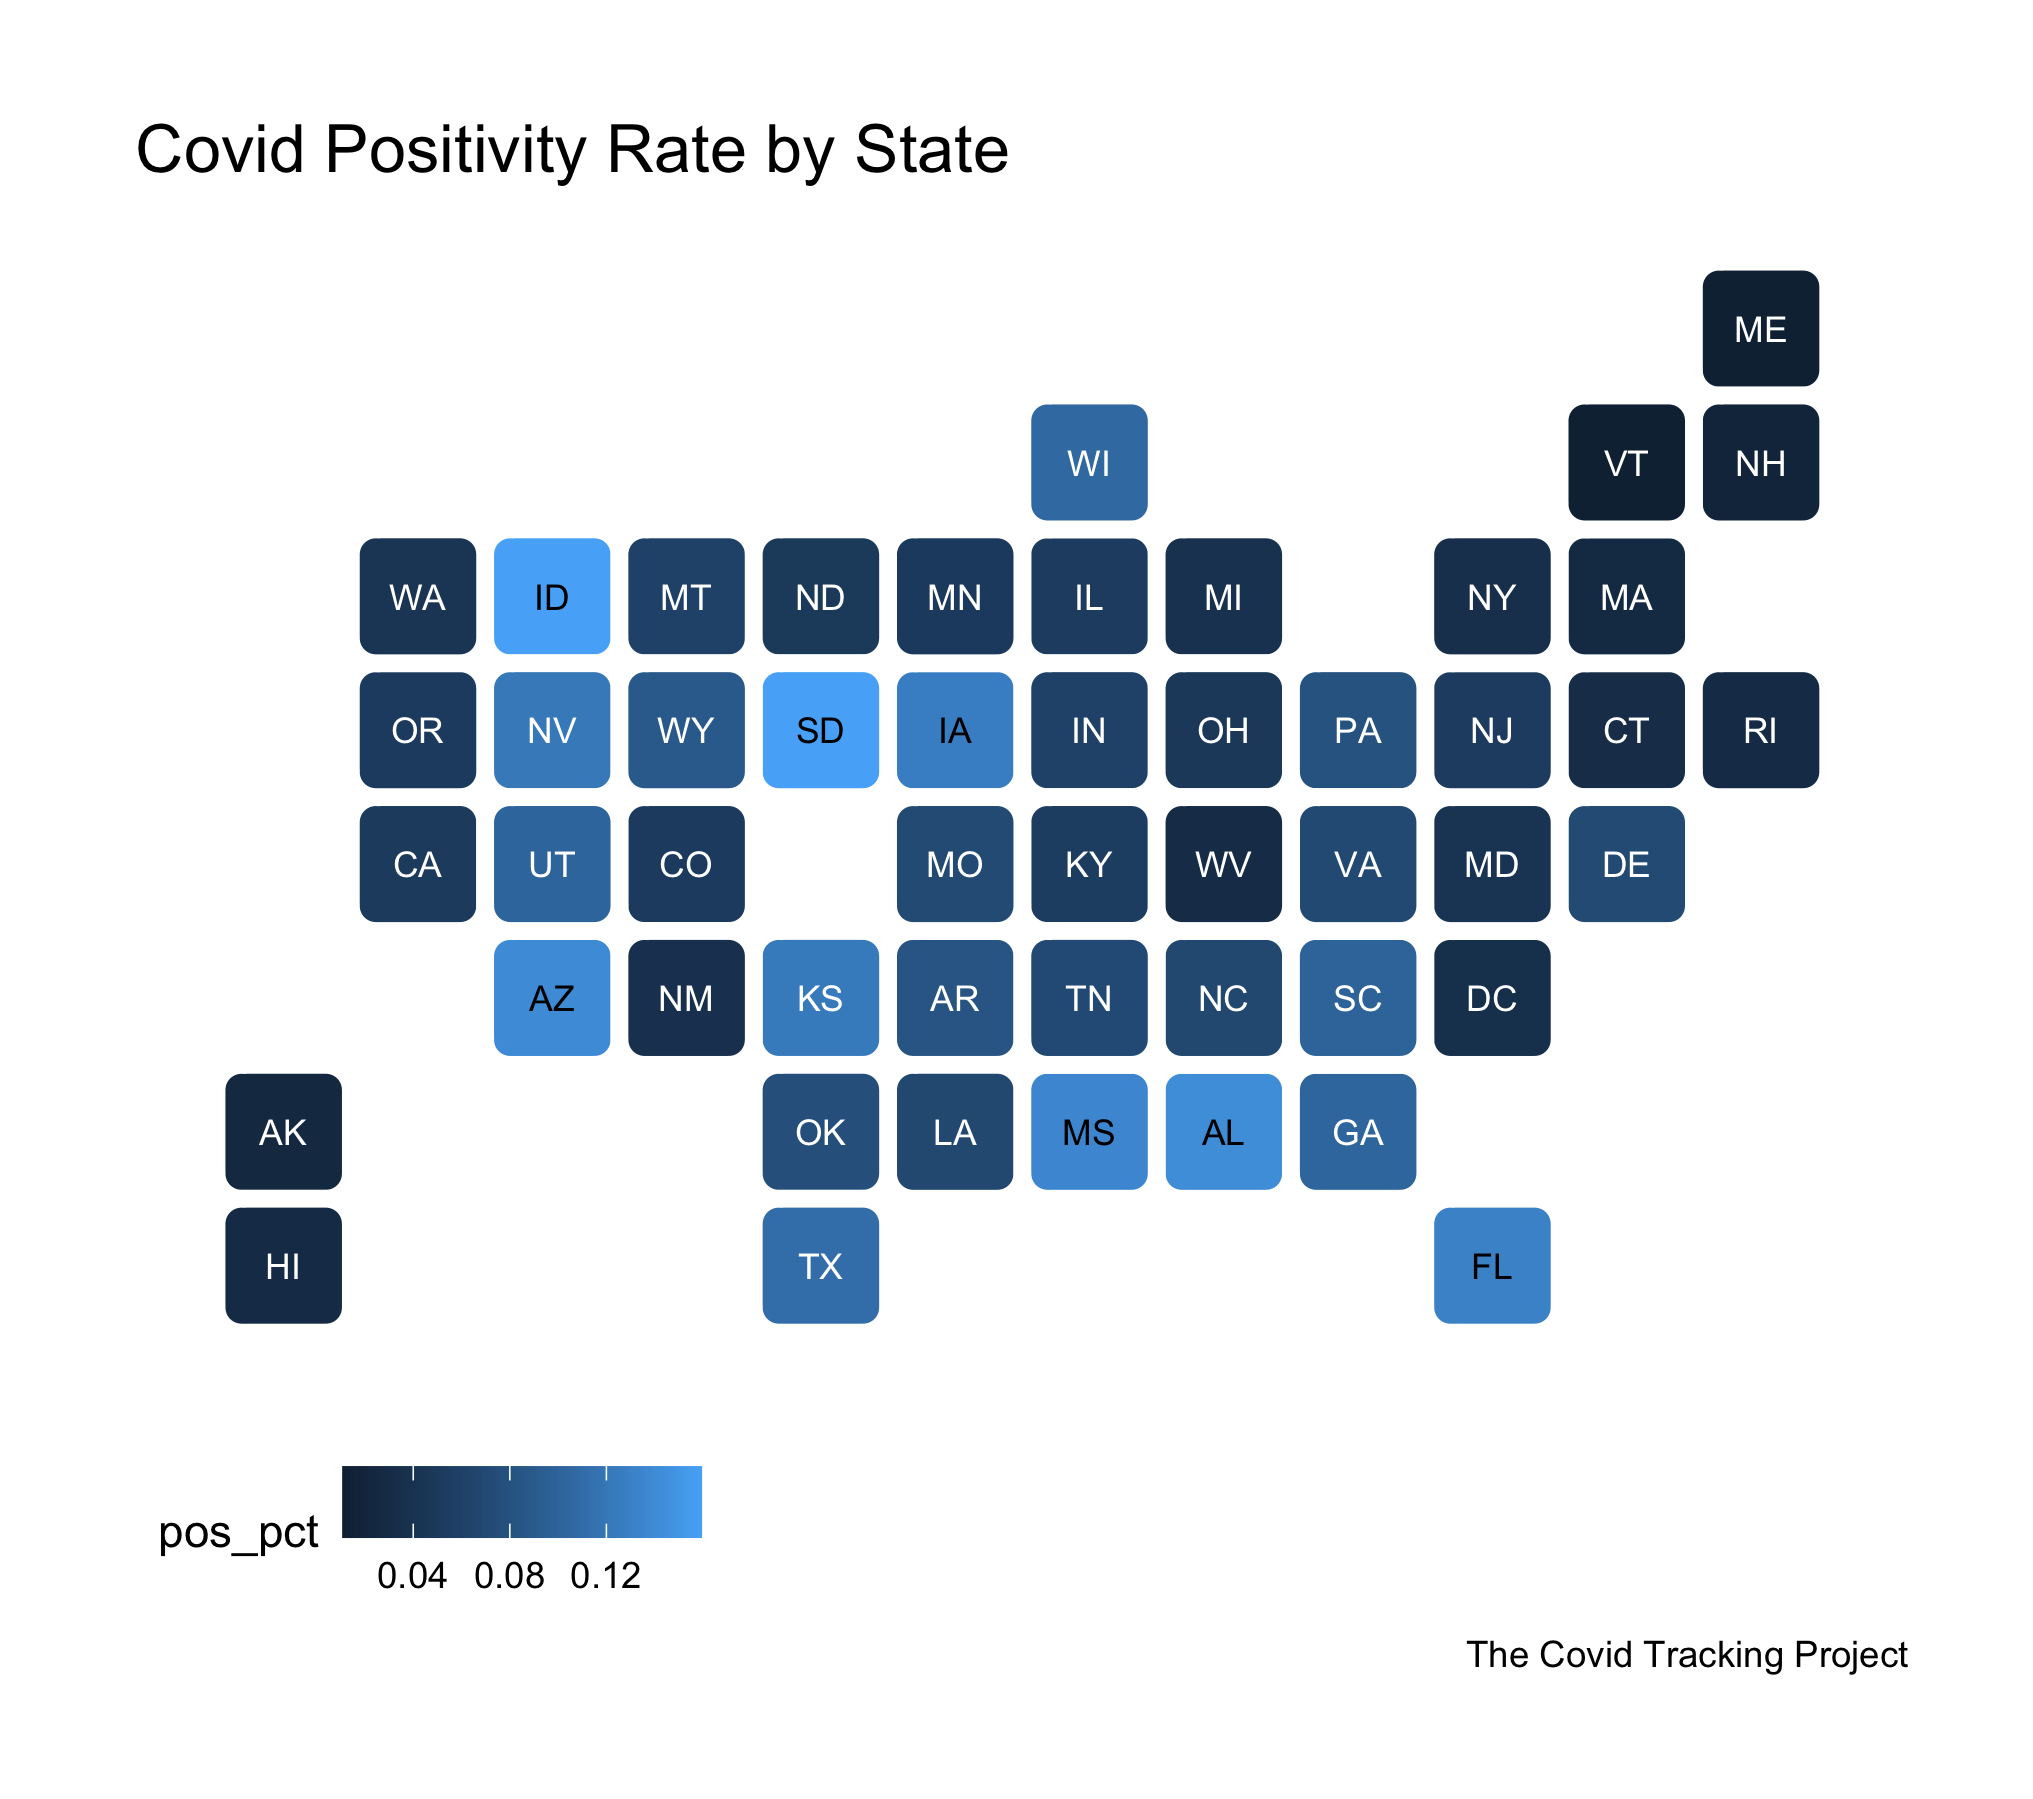 Covid Positivity Rate by State
ME
WI VT NH
WA ID MT ND MN IL MI NY MA
OR NV WY SD IA IN OH PA NJ CT RI
CA UT CO MO KY WV VA MD DE
AZ NM KS AR TN NC SC DC
AK OK LA MS AL GA
HI TX FL
pos_pct
0.04 0.08 0.12
The Covid Tracking Project